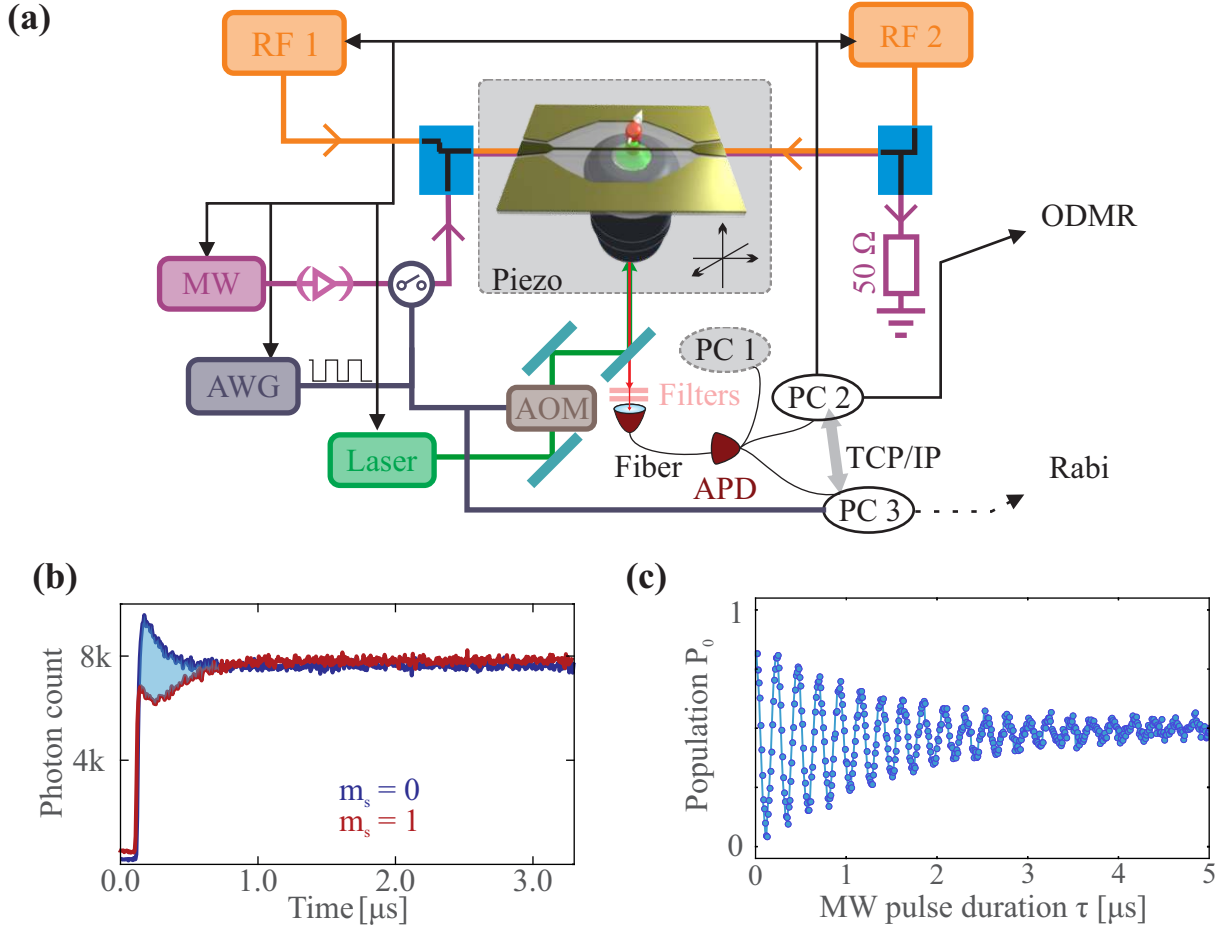 (a)
RF 1
RF 2
ODMR
MW
Piezo
50 Ω
PC 1
AWG
AOM
Filters
PC 2
Laser
Fiber
TCP/IP
APD
Rabi
PC 3
(b)
8k
4k
Photon count
m_s = 0
m_s = 1
0.0 1.0 2.0 3.0
Time [μs]
(c)
1
0
Population P_0
0 1 2 3 4 5
MW pulse duration τ [μs]